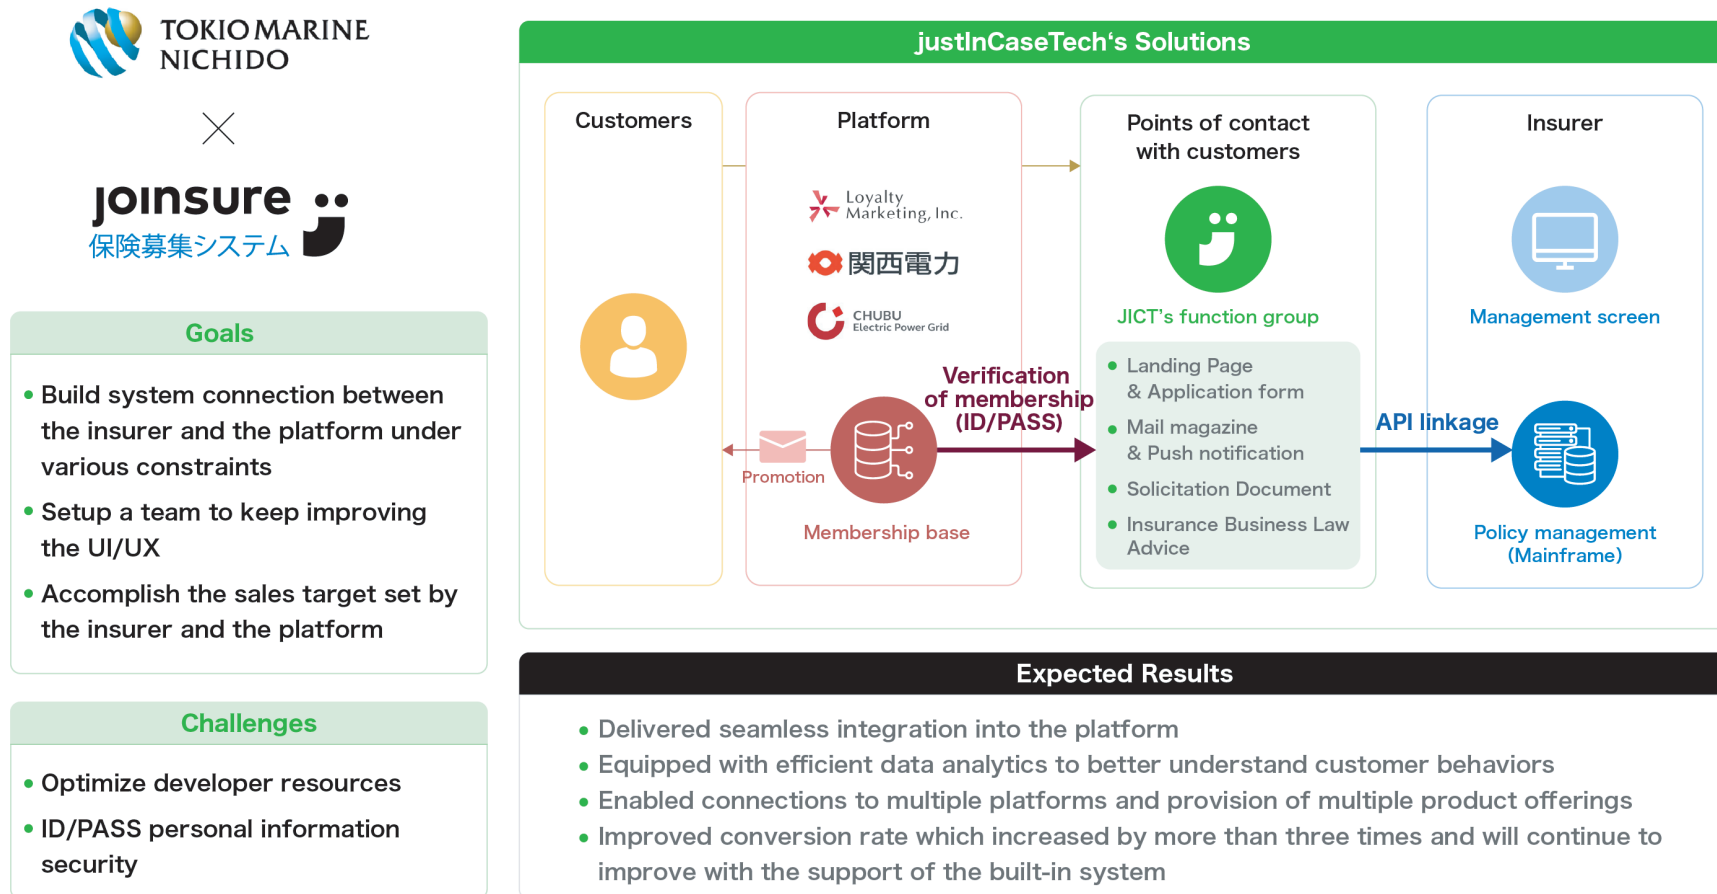 TOKIO MARINE
NICHIDO
joinsure
保険募集システム
Goals
• Build system connection between
the insurer and the platform under
various constraints
• Setup a team to keep improving
the UI/UX
• Accomplish the sales target set by
the insurer and the platform
Challenges
• Optimize developer resources
• ID/PASS personal information
security
justInCaseTech‘s Solutions
Customers
Platform
Loyalty
Marketing, Inc.
関西電力
CHUBU
Electric Power Grid
Promotion
Membership base
Verification
of membership
(ID/PASS)
Points of contact
with customers
JICT's function group
• Landing Page
& Application form
• Mail magazine
& Push notification
• Solicitation Document
• Insurance Business Law
Advice
API linkage
Insurer
Management screen
Policy management
(Mainframe)
Expected Results
• Delivered seamless integration into the platform
• Equipped with efficient data analytics to better understand customer behaviors
• Enabled connections to multiple platforms and provision of multiple product offerings
• Improved conversion rate which increased by more than three times and will continue to
improve with the support of the built-in system